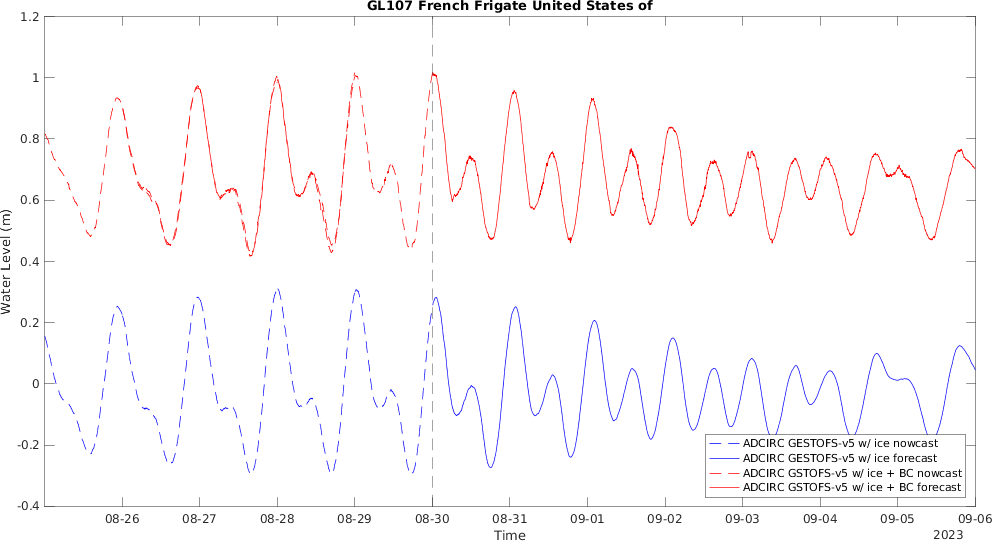 GL107 French Frigate United States of
1.2
1
0.8
0.6
0.4
0.2
0
-0.2
-0.4
Water Level (m)
08-26 08-27 08-28 08-29 08-30 08-31 09-01 09-02 09-03 09-04 09-05 09-06
Time
2023
ADCIRC GESTOFS-v5 w/ ice nowcast
ADCIRC GESTOFS-v5 w/ ice forecast
ADCIRC GSTOFS-v5 w/ ice + BC nowcast
ADCIRC GSTOFS-v5 w/ ice + BC forecast